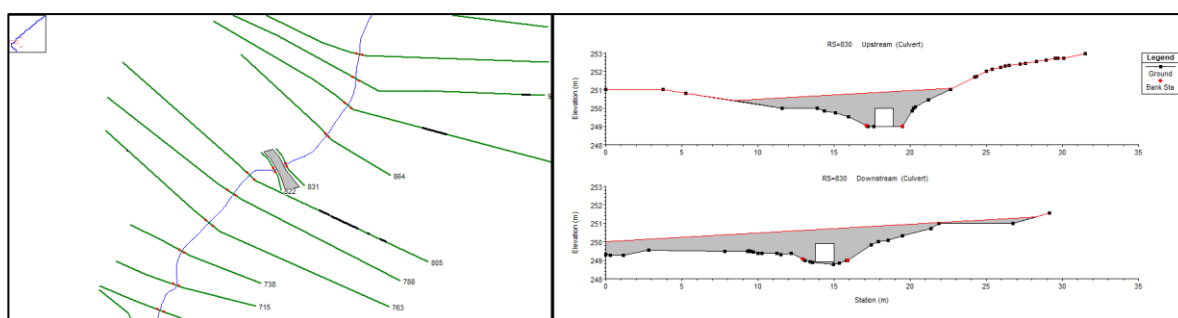 864
831
822
805
788
763
738
715
RS=830 Upstream (Culvert)
Elevation (m)
253
252
251
250
249
248
0 5 10 15 20 25 30 35
Legend
Ground
Bank Sta
RS=830 Downstream (Culvert)
Elevation (m)
253
252
251
250
249
248
0 5 10 15 20 25 30 35
Station (m)